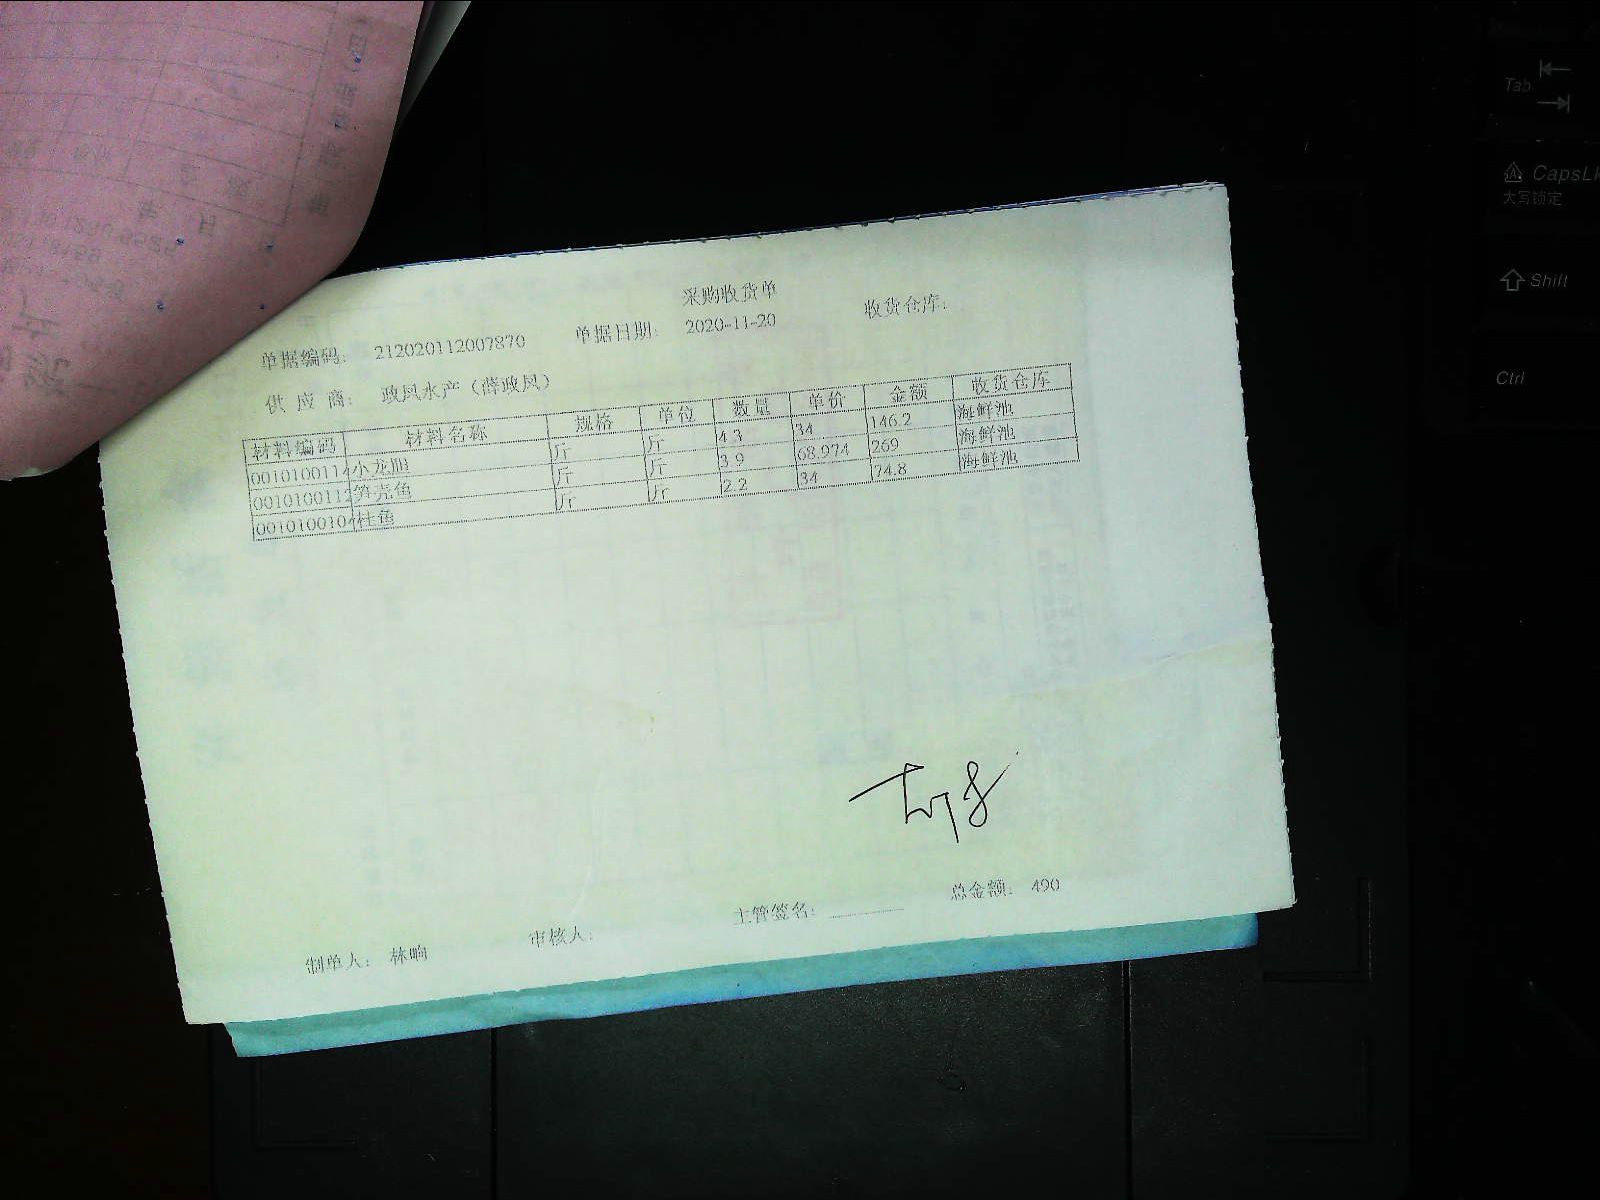 采购收货单
单据编码: 212020112007870 单据日期: 2020-11-20 收货仓库:
供 应 商: 政风水产(薛政风)
材料编码 材料名称 规格 单位 数量 单价 金额 收货仓库
0010100114 小龙胆 斤 斤 4.3 34 146.2 海鲜池
0010100112 笋壳鱼 斤 斤 3.9 68.974 269 海鲜池
0010100104 桂鱼 斤 斤 2.2 34 74.8 海鲜池
制单人: 林响 审核人: 主管签名: 总金额: 490
Tab
CapsL
大写锁定
Shift
Ctrl